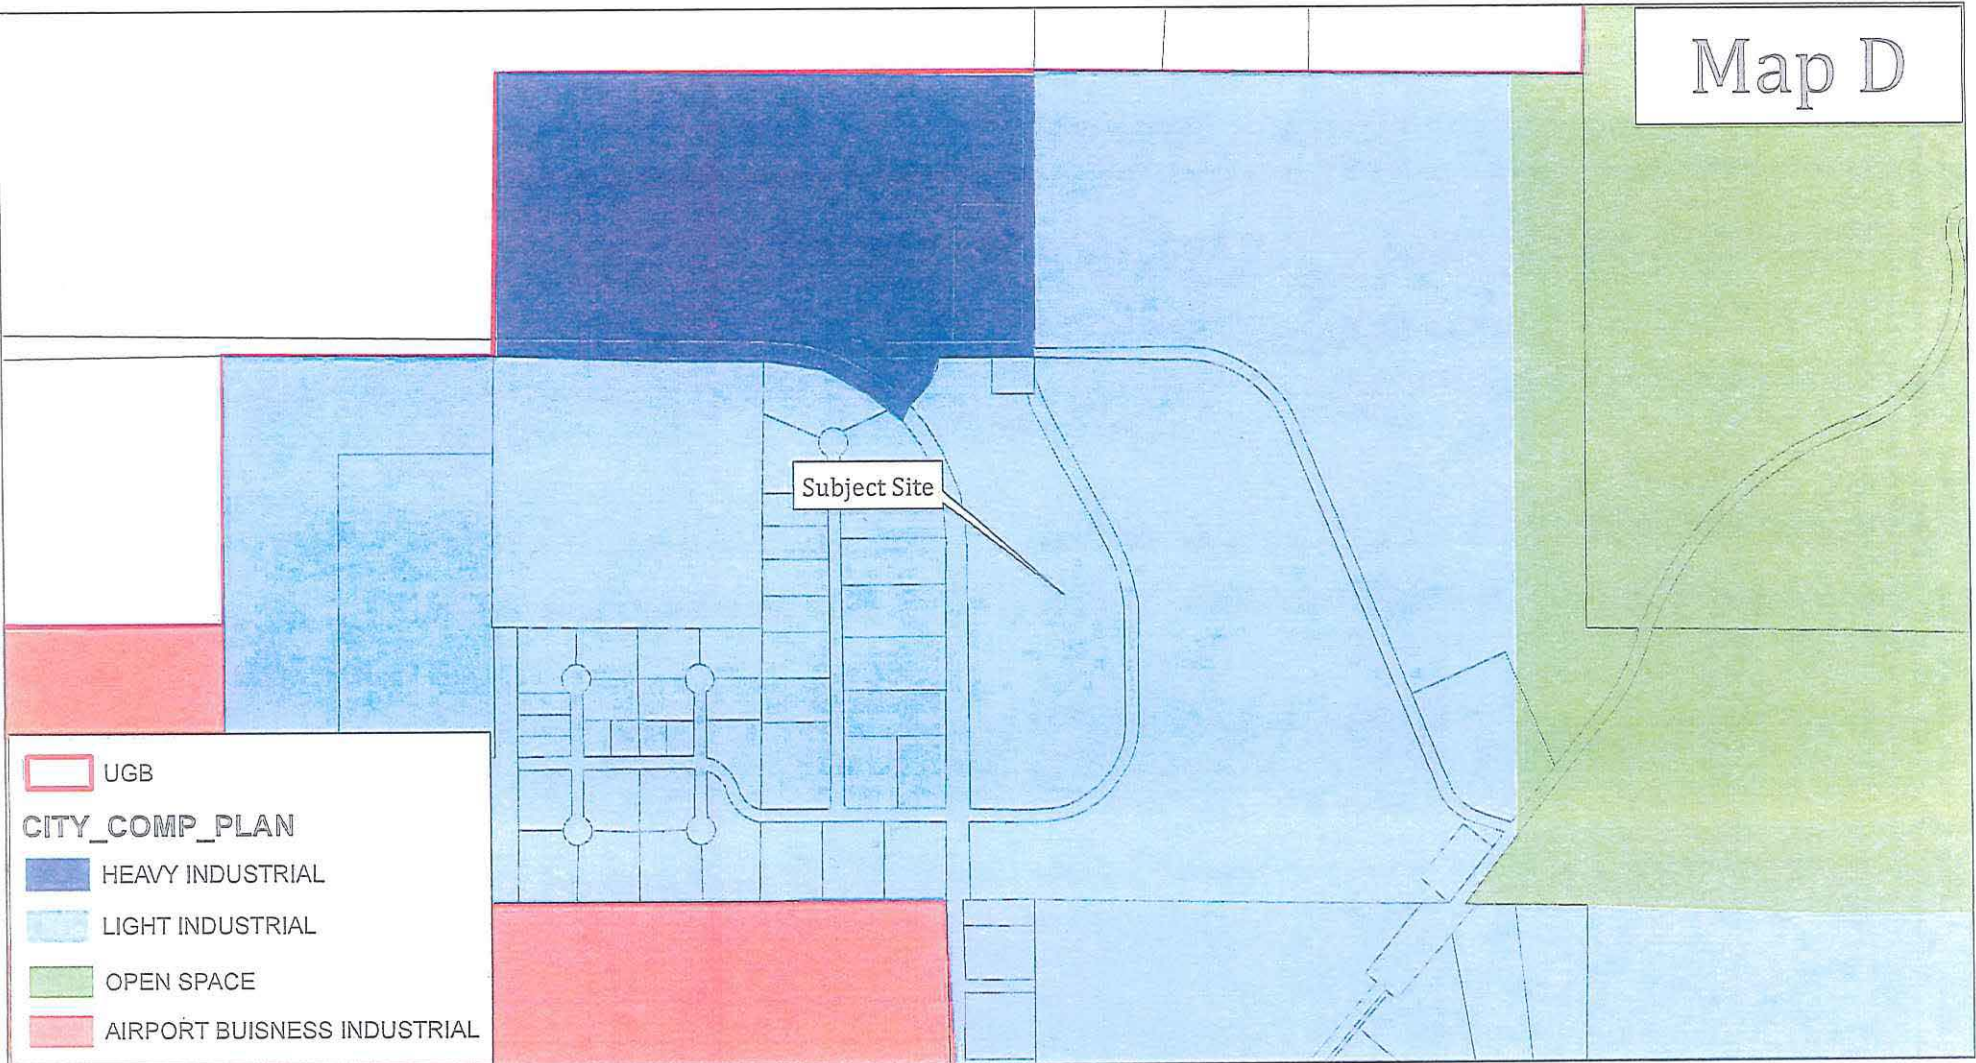 Map D
Subject Site
UGB
CITY_COMP_PLAN
HEAVY INDUSTRIAL
LIGHT INDUSTRIAL
OPEN SPACE
AIRPORT BUISNESS INDUSTRIAL